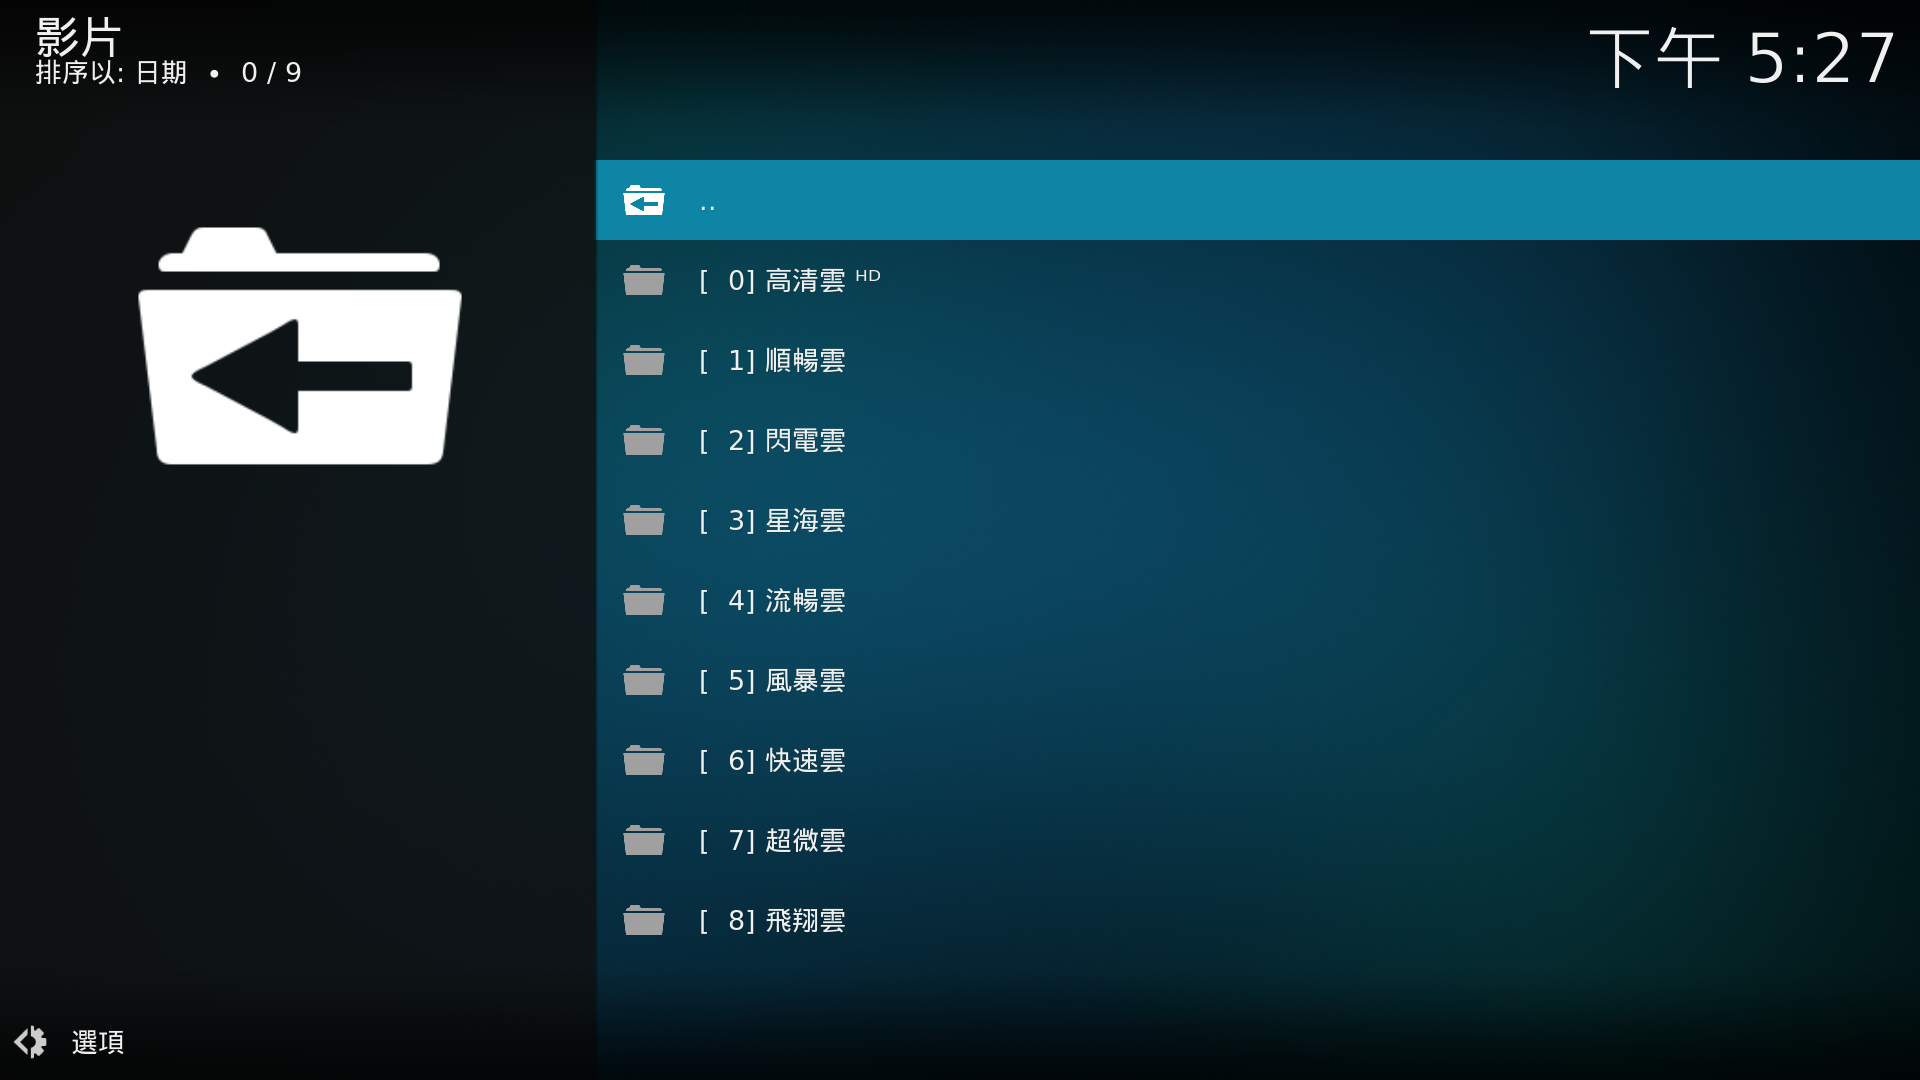 影片
排序以: 日期 • 0 / 9
下午 5:27
..
[ 0] 高清雲 ᴴᴰ
[ 1] 順暢雲
[ 2] 閃電雲
[ 3] 星海雲
[ 4] 流暢雲
[ 5] 風暴雲
[ 6] 快速雲
[ 7] 超微雲
[ 8] 飛翔雲
選項